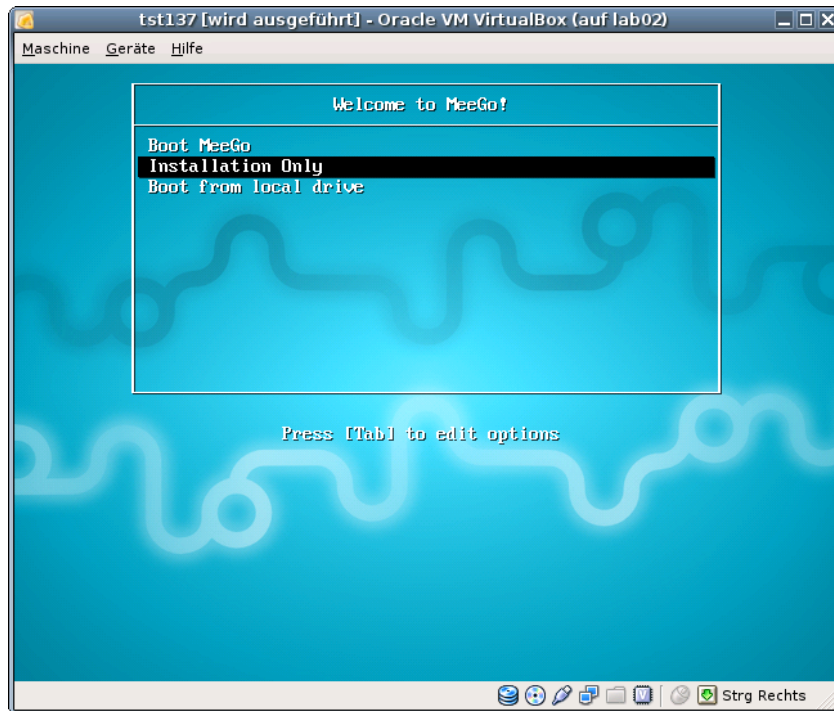 tst137 [wird ausgeführt] - Oracle VM VirtualBox (auf lab02)
Maschine Geräte Hilfe
Welcome to MeeGo!
Boot MeeGo
Installation Only
Boot from local drive
Press [Tab] to edit options
Strg Rechts